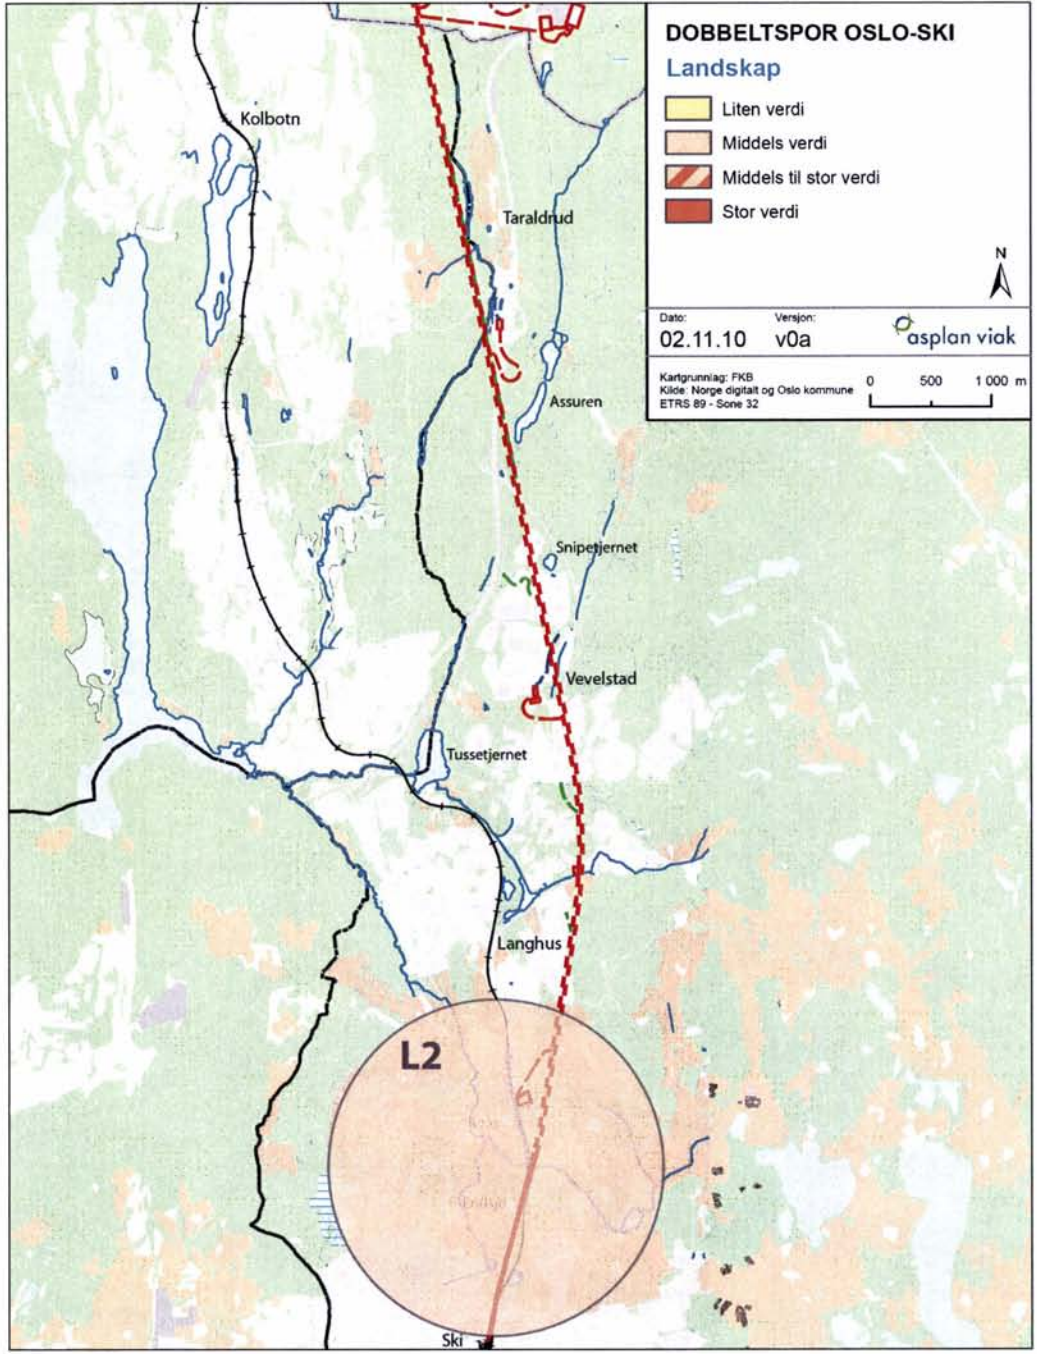 DOBBELTSPOR OSLO-SKI
Landskap
Liten verdi
Middels verdi
Middels til stor verdi
Stor verdi
N
Dato:
Versjon:
02.11.10
v0a
asplan viak
Kartgrunnlag: FKB
Kilde: Norge digitalt og Oslo kommune
ETRS 89 - Sone 32
0 500 1 000 m
Kolbotn
Taraldrud
Assuren
Snipetjernet
Vevelstad
Tussetjernet
Langhus
L2
Ski